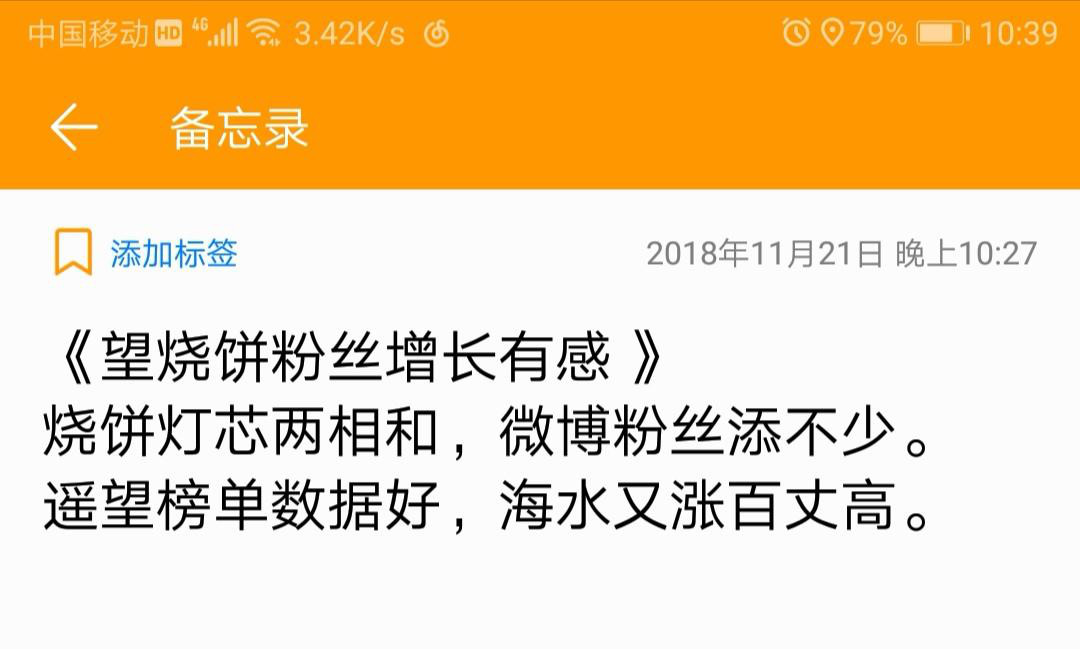 中国移动 HD 4G 3.42K/s 79% 10:39
备忘录
添加标签 2018年11月21日 晚上10:27
《望烧饼粉丝增长有感 》
烧饼灯芯两相和，微博粉丝添不少。
遥望榜单数据好，海水又涨百丈高。